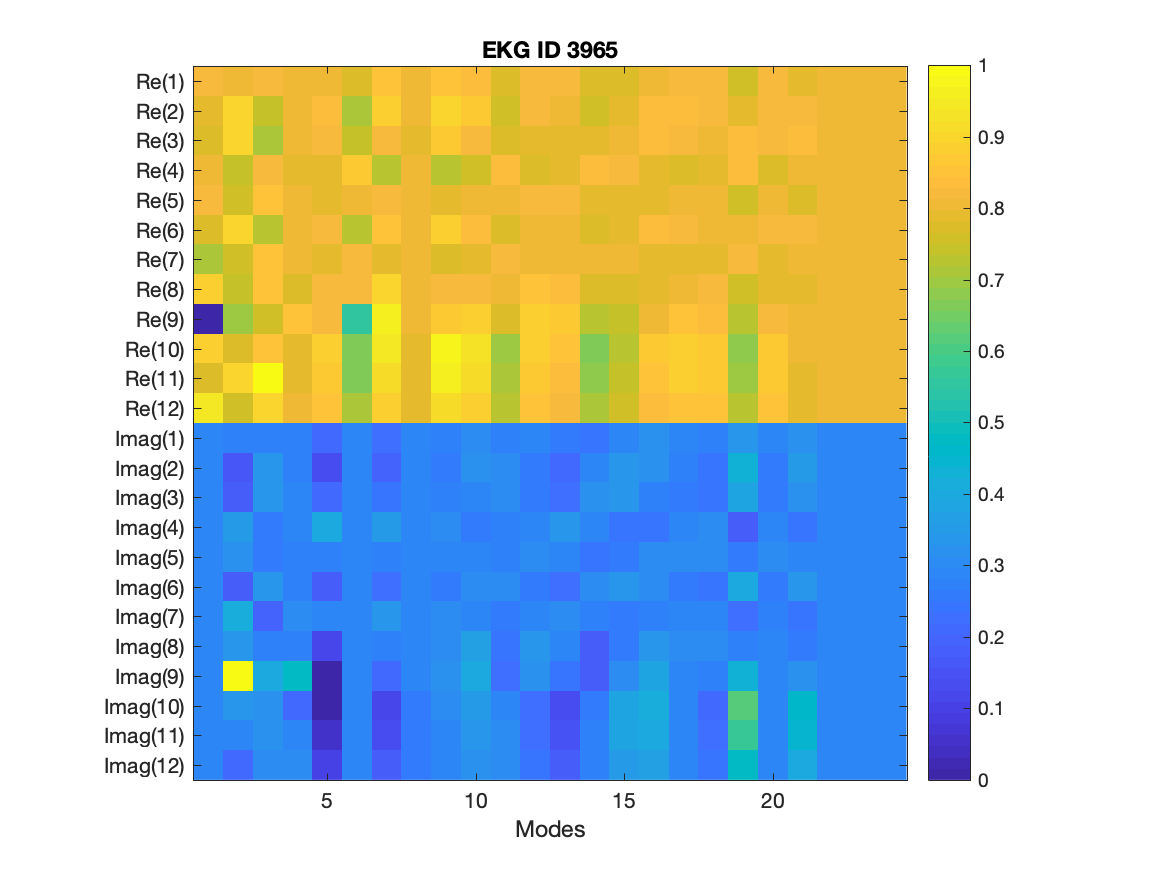 EKG ID 3965
Re(1)
Re(2)
Re(3)
Re(4)
Re(5)
Re(6)
Re(7)
Re(8)
Re(9)
Re(10)
Re(11)
Re(12)
Imag(1)
Imag(2)
Imag(3)
Imag(4)
Imag(5)
Imag(6)
Imag(7)
Imag(8)
Imag(9)
Imag(10)
Imag(11)
Imag(12)
5 10 15 20
Modes
1
0.9
0.8
0.7
0.6
0.5
0.4
0.3
0.2
0.1
0